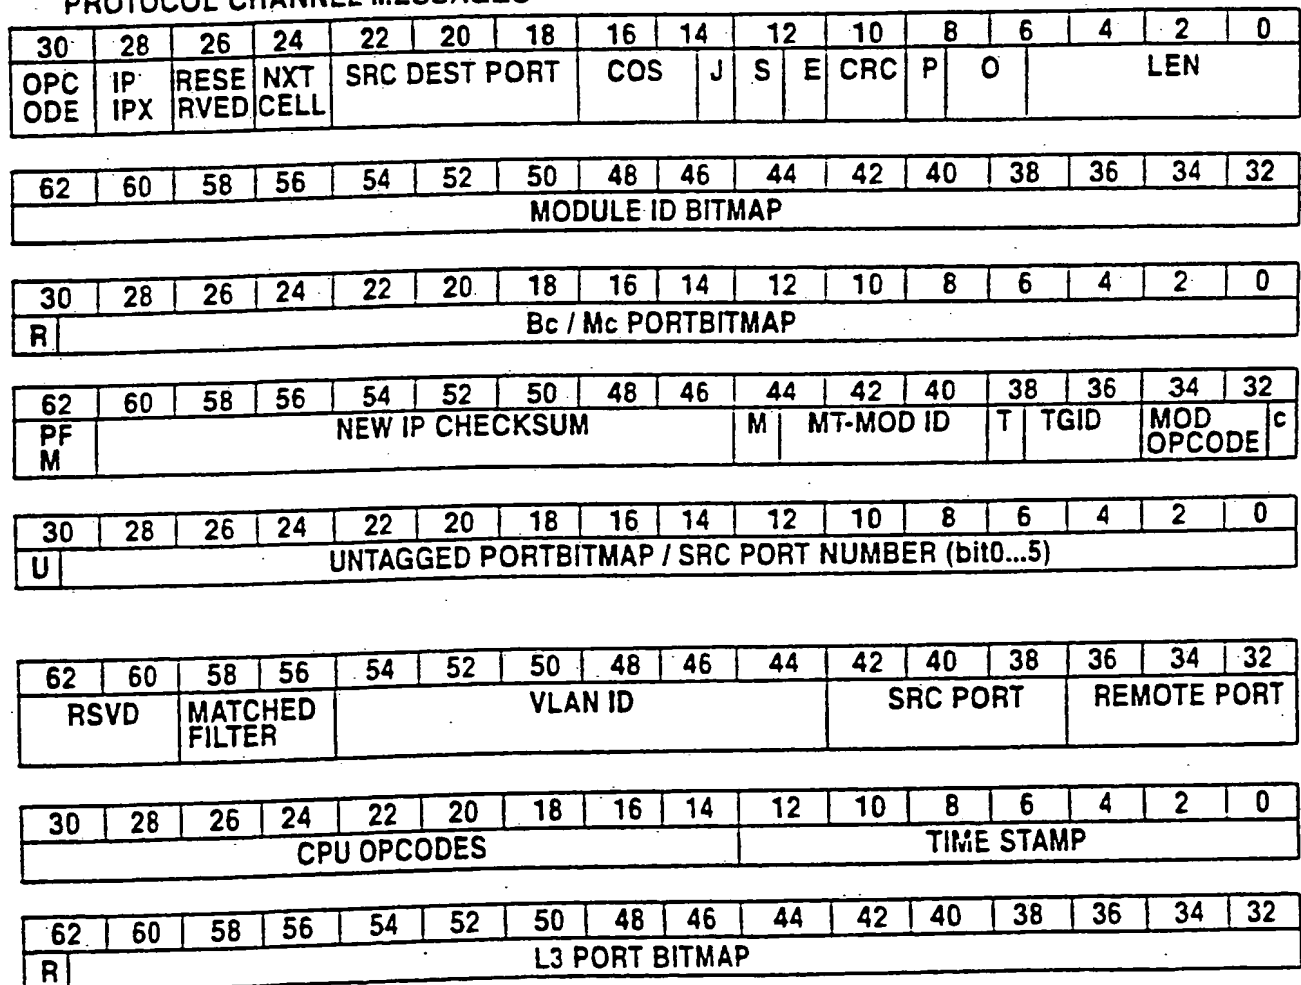 PROTOCOL CHANNEL MESSAGES
30 28 26 24 22 20 18 16 14 12 10 8 6 4 2 0
OPC IP RESE NXT SRC DEST PORT COS J S E CRC P O LEN
ODE IPX RVED CELL
62 60 58 56 54 52 50 48 46 44 42 40 38 36 34 32
MODULE ID BITMAP
30 28 26 24 22 20 18 16 14 12 10 8 6 4 2 0
R Bc / Mc PORTBITMAP
62 60 58 56 54 52 50 48 46 44 42 40 38 36 34 32
PF NEW IP CHECKSUM M MT-MOD ID T TGID MOD c
M OPCODE
30 28 26 24 22 20 18 16 14 12 10 8 6 4 2 0
U UNTAGGED PORTBITMAP / SRC PORT NUMBER (bit0...5)
62 60 58 56 54 52 50 48 46 44 42 40 38 36 34 32
RSVD MATCHED VLAN ID SRC PORT REMOTE PORT
FILTER
30 28 26 24 22 20 18 16 14 12 10 8 6 4 2 0
CPU OPCODES TIME STAMP
62 60 58 56 54 52 50 48 46 44 42 40 38 36 34 32
R L3 PORT BITMAP